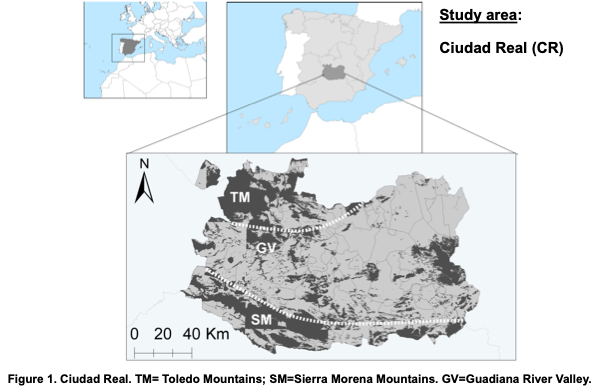 Study area:
Ciudad Real (CR)
N
TM
GV
SM
0 20 40 Km
Figure 1. Ciudad Real. TM= Toledo Mountains; SM=Sierra Morena Mountains. GV=Guadiana River Valley.